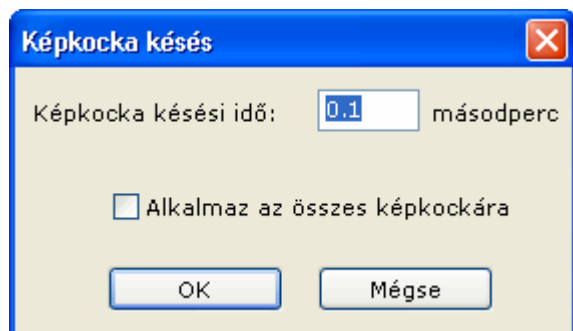 Képkocka késés
Képkocka késési idő: 0.1 másodperc
Alkalmaz az összes képkockára
OK Mégse